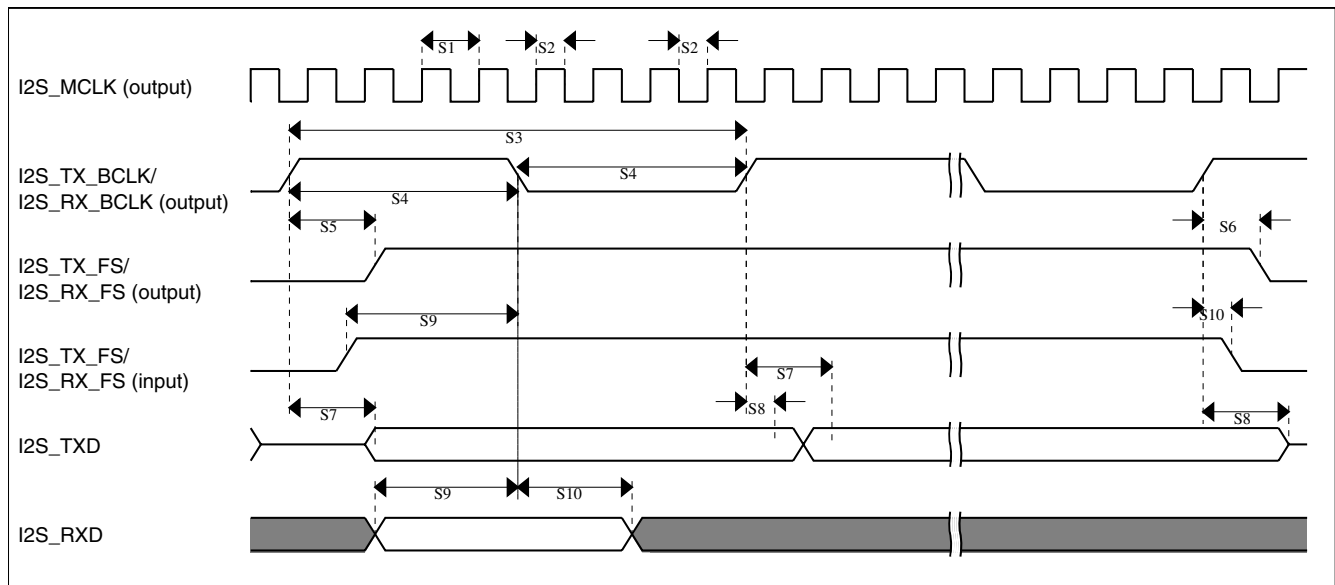 S1
S2
S2
I2S_MCLK (output)
S3
I2S_TX_BCLK/
I2S_RX_BCLK (output)
S4
S4
S5
S6
I2S_TX_FS/
I2S_RX_FS (output)
S9
S10
I2S_TX_FS/
I2S_RX_FS (input)
S7
S7
S8
S8
I2S_TXD
S9
S10
I2S_RXD